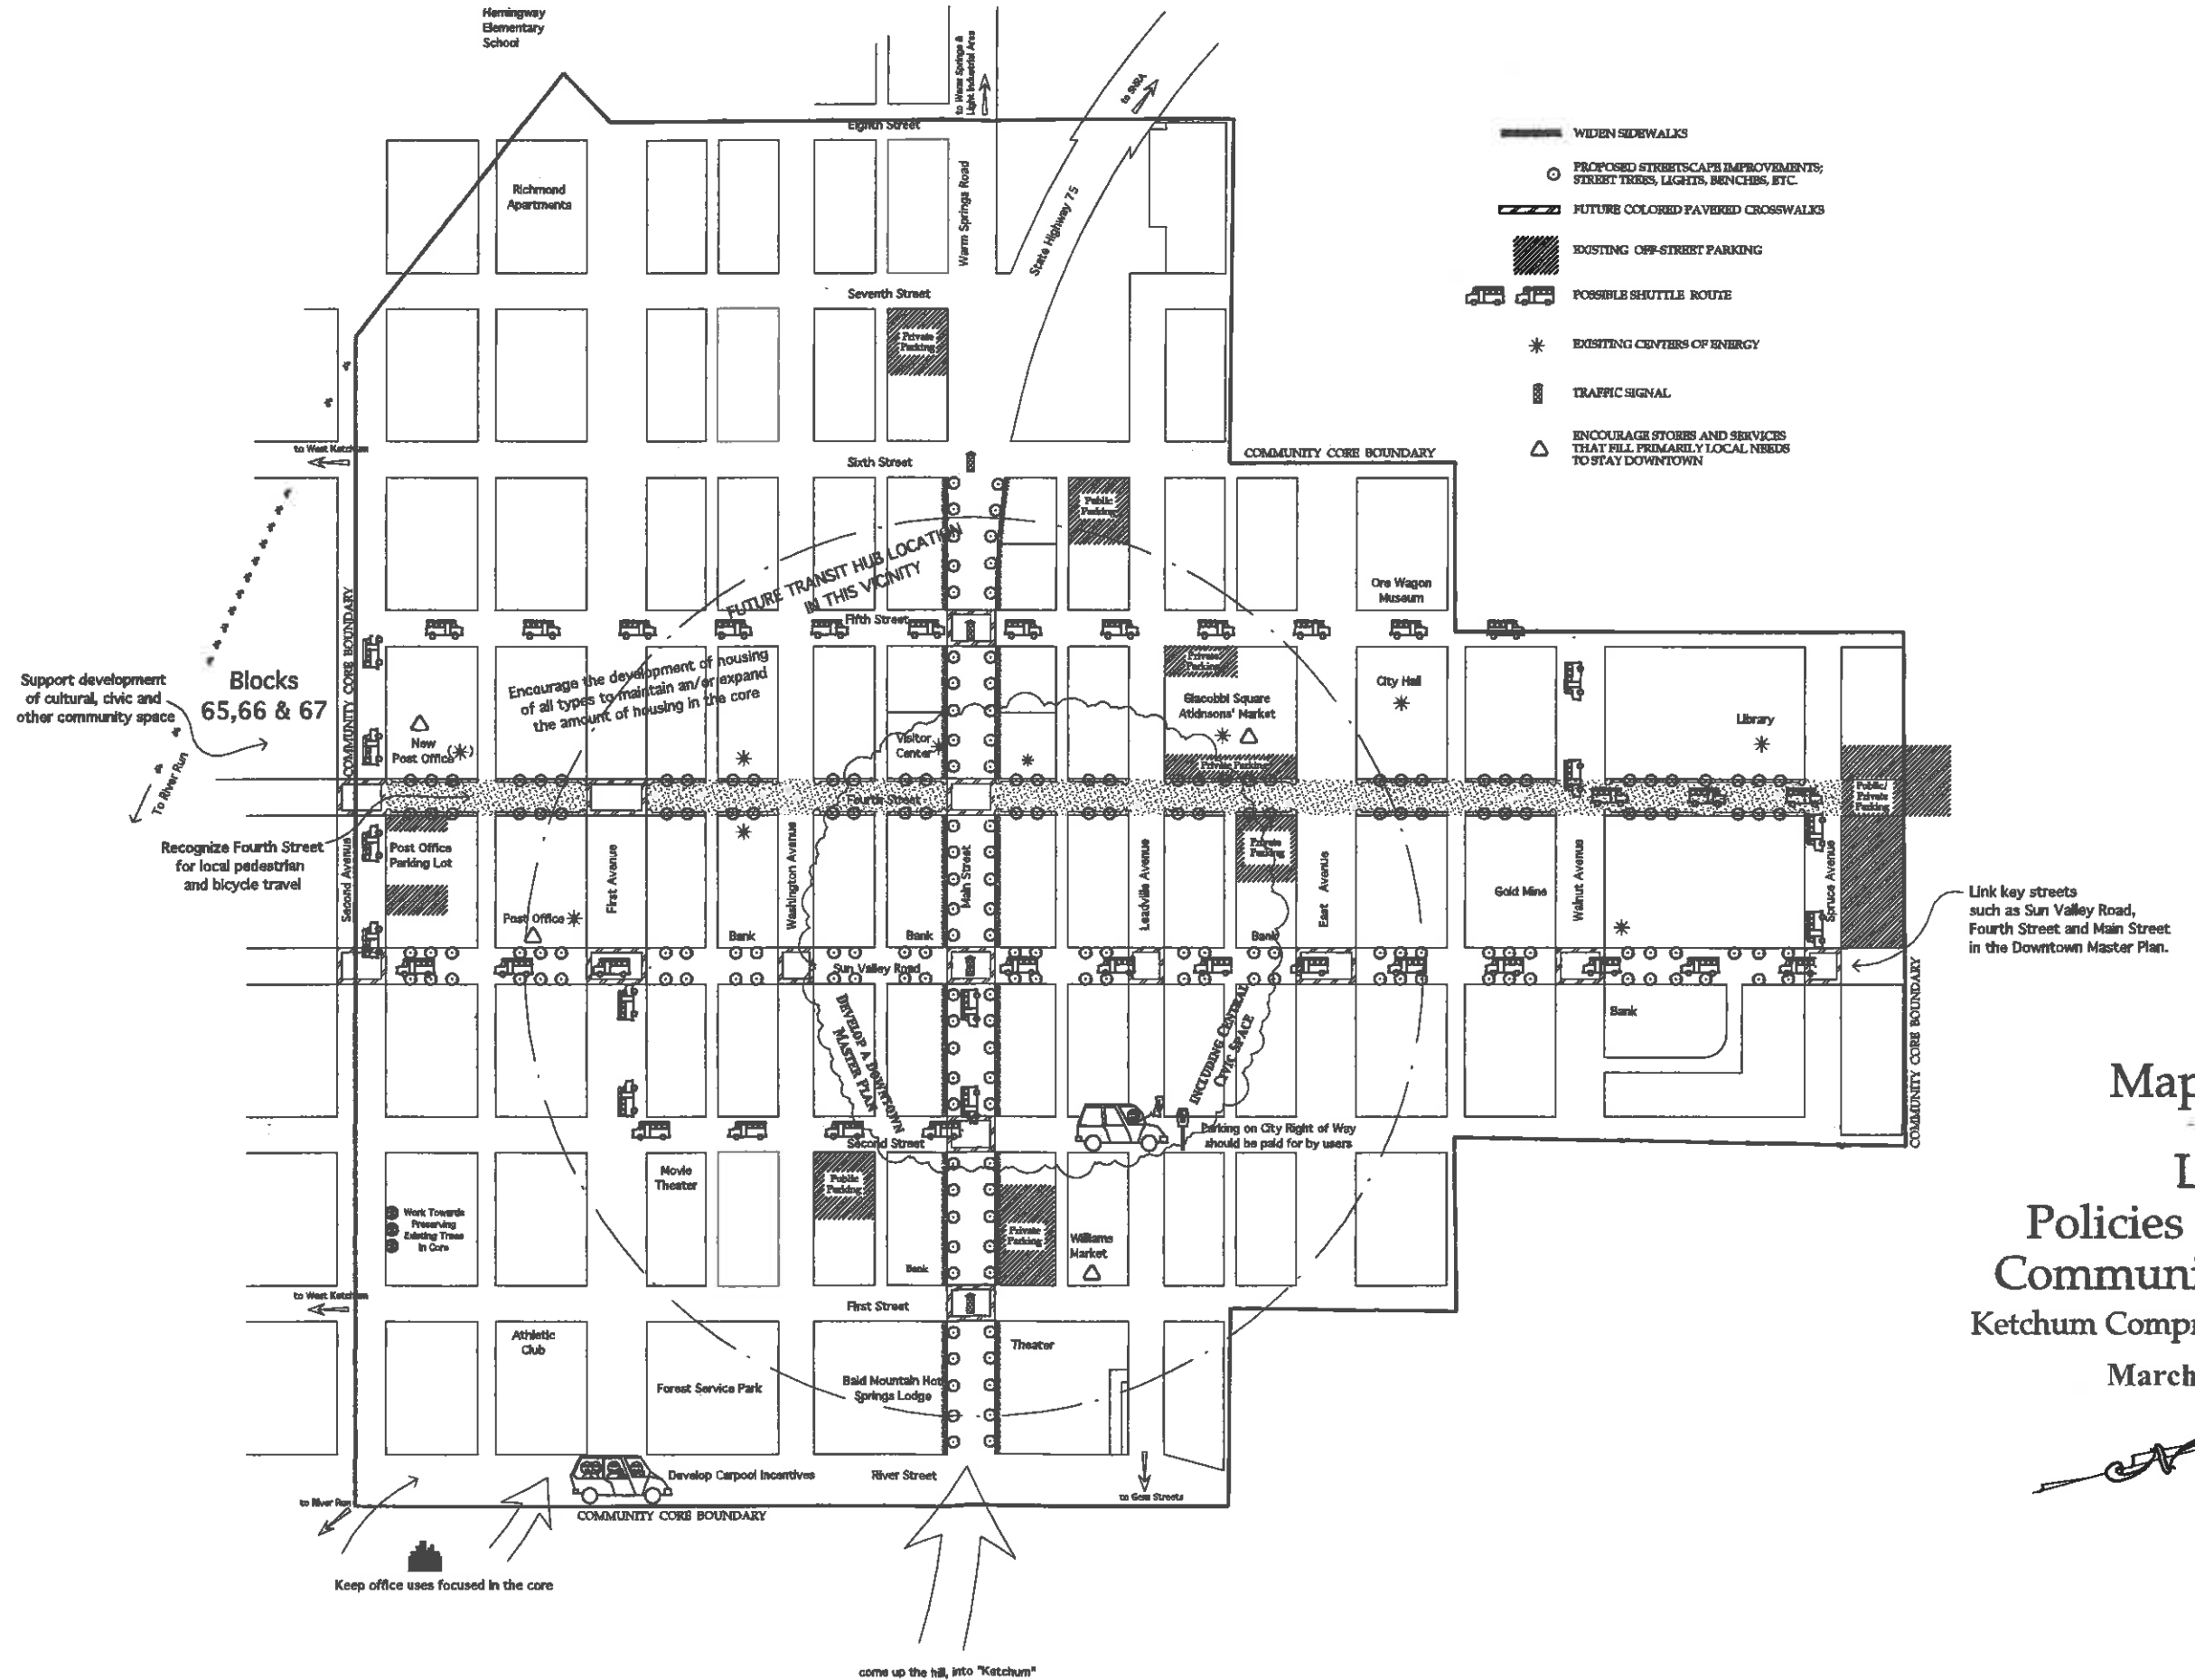 Hemingway
Elementary
School
to Warm Springs &
Light Industrial Area
to SNRA
Eighth Street
Richmond
Apartments
Warm Springs Road
State Highway 75
Seventh Street
Private
Parking
to West Ketchum
Sixth Street
COMMUNITY CORE BOUNDARY
WIDEN SIDEWALKS
PROPOSED STREETSCAPE IMPROVEMENTS;
STREET TREES, LIGHTS, BENCHES, ETC.
FUTURE COLORED PAVERED CROSSWALKS
EXISTING OFF-STREET PARKING
POSSIBLE SHUTTLE ROUTE
EXISITING CENTERS OF ENERGY
TRAFFIC SIGNAL
ENCOURAGE STORES AND SERVICES
THAT FILL PRIMARILY LOCAL NEEDS
TO STAY DOWNTOWN
Public
Parking
FUTURE TRANSIT HUB LOCATION
IN THIS VICINITY
Ore Wagon
Museum
Fifth Street
COMMUNITY CORE BOUNDARY
Support development
of cultural, civic and
other community space
Blocks
65,66 & 67
To River Run
Encourage the development of housing
of all types to maintain an/or expand
the amount of housing in the core
New
Post Office
Visitor
Center
Private
Parking
Giacobbi Square
Atkinsons' Market
Private Parking
City Hall
Library
Fourth Street
Public/
Private
Parking
Recognize Fourth Street
for local pedestrian
and bicycle travel
Second Avenue
Post Office
Parking Lot
Post Office
First Avenue
Bank
Washington Avenue
Bank
Main Street
Leadville Avenue
Private
Parking
Bank
East Avenue
Gold Mine
Walnut Avenue
Spruce Avenue
Link key streets
such as Sun Valley Road,
Fourth Street and Main Street
in the Downtown Master Plan.
Sun Valley Road
DEVELOP A DOWNTOWN
MASTER PLAN
INCLUDING CENTRAL
CIVIC SPACE
Bank
COMMUNITY CORE BOUNDARY
Second Street
Parking on City Right of Way
should be paid for by users
Movie
Theater
Public
Parking
Work Towards
Preserving
Existing Trees
in Core
Bank
Private
Parking
Williams
Market
to West Ketchum
First Street
Athletic
Club
Forest Service Park
Bald Mountain Hot
Springs Lodge
Theater
Develop Carpool Incentives
River Street
to Gem Streets
to River Run
COMMUNITY CORE BOUNDARY
Keep office uses focused in the core
come up the hill, into "Ketchum"
Map
L
Policies
Communi
Ketchum Compr
March
N